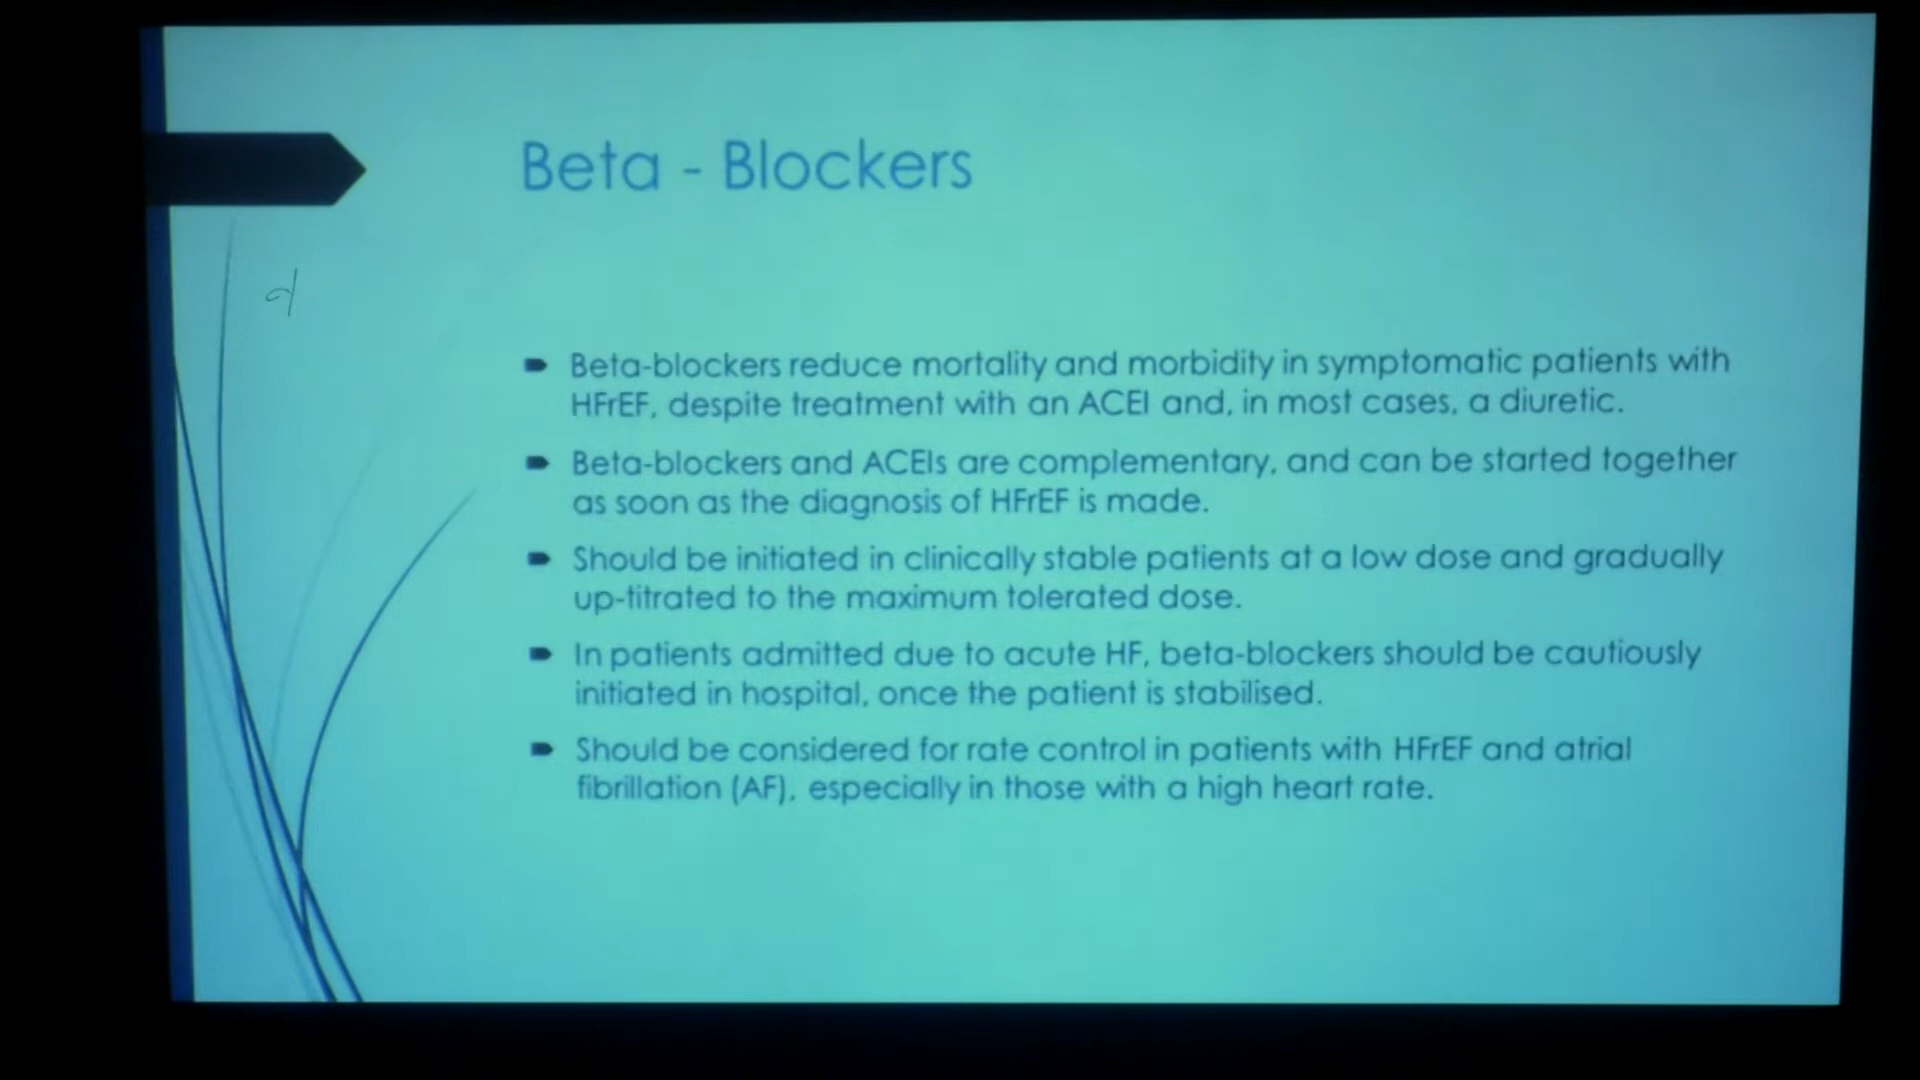 Beta - Blockers
Beta-blockers reduce mortality and morbidity in symptomatic patients with
HFrEF, despite treatment with an ACEI and, in most cases, a diuretic.
Beta-blockers and ACEIs are complementary, and can be started together
as soon as the diagnosis of HFrEF is made.
Should be initiated in clinically stable patients at a low dose and gradually
up-titrated to the maximum tolerated dose.
In patients admitted due to acute HF, beta-blockers should be cautiously
initiated in hospital, once the patient is stabilised.
Should be considered for rate control in patients with HFrEF and atrial
fibrillation (AF), especially in those with a high heart rate.